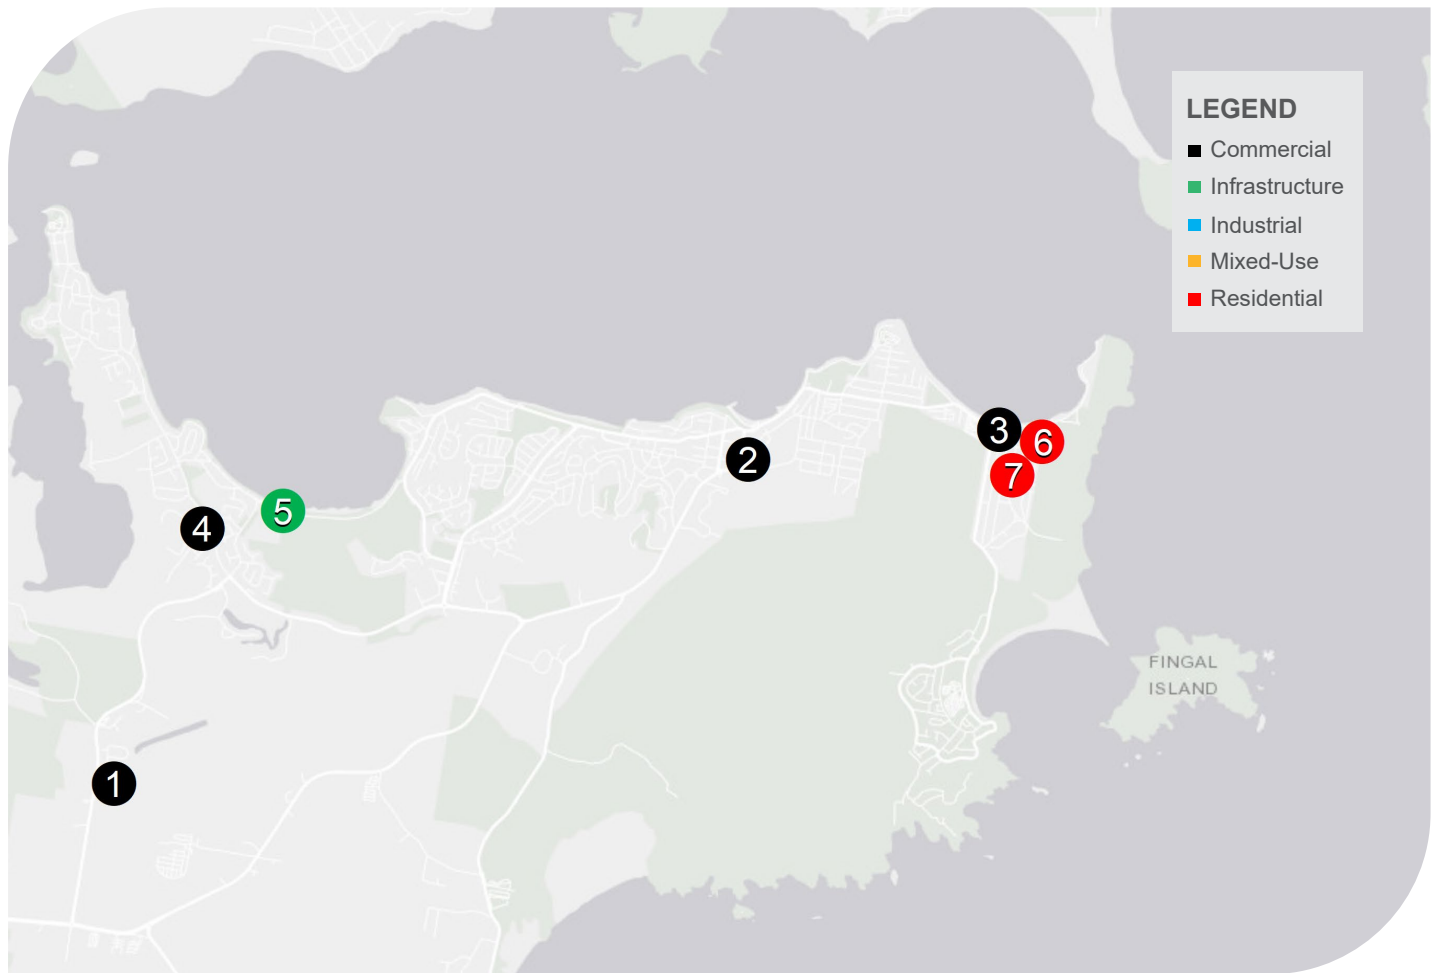 LEGEND
Commercial
Infrastructure
Industrial
Mixed-Use
Residential
3
6
2
7
5
4
FINGAL
ISLAND
1